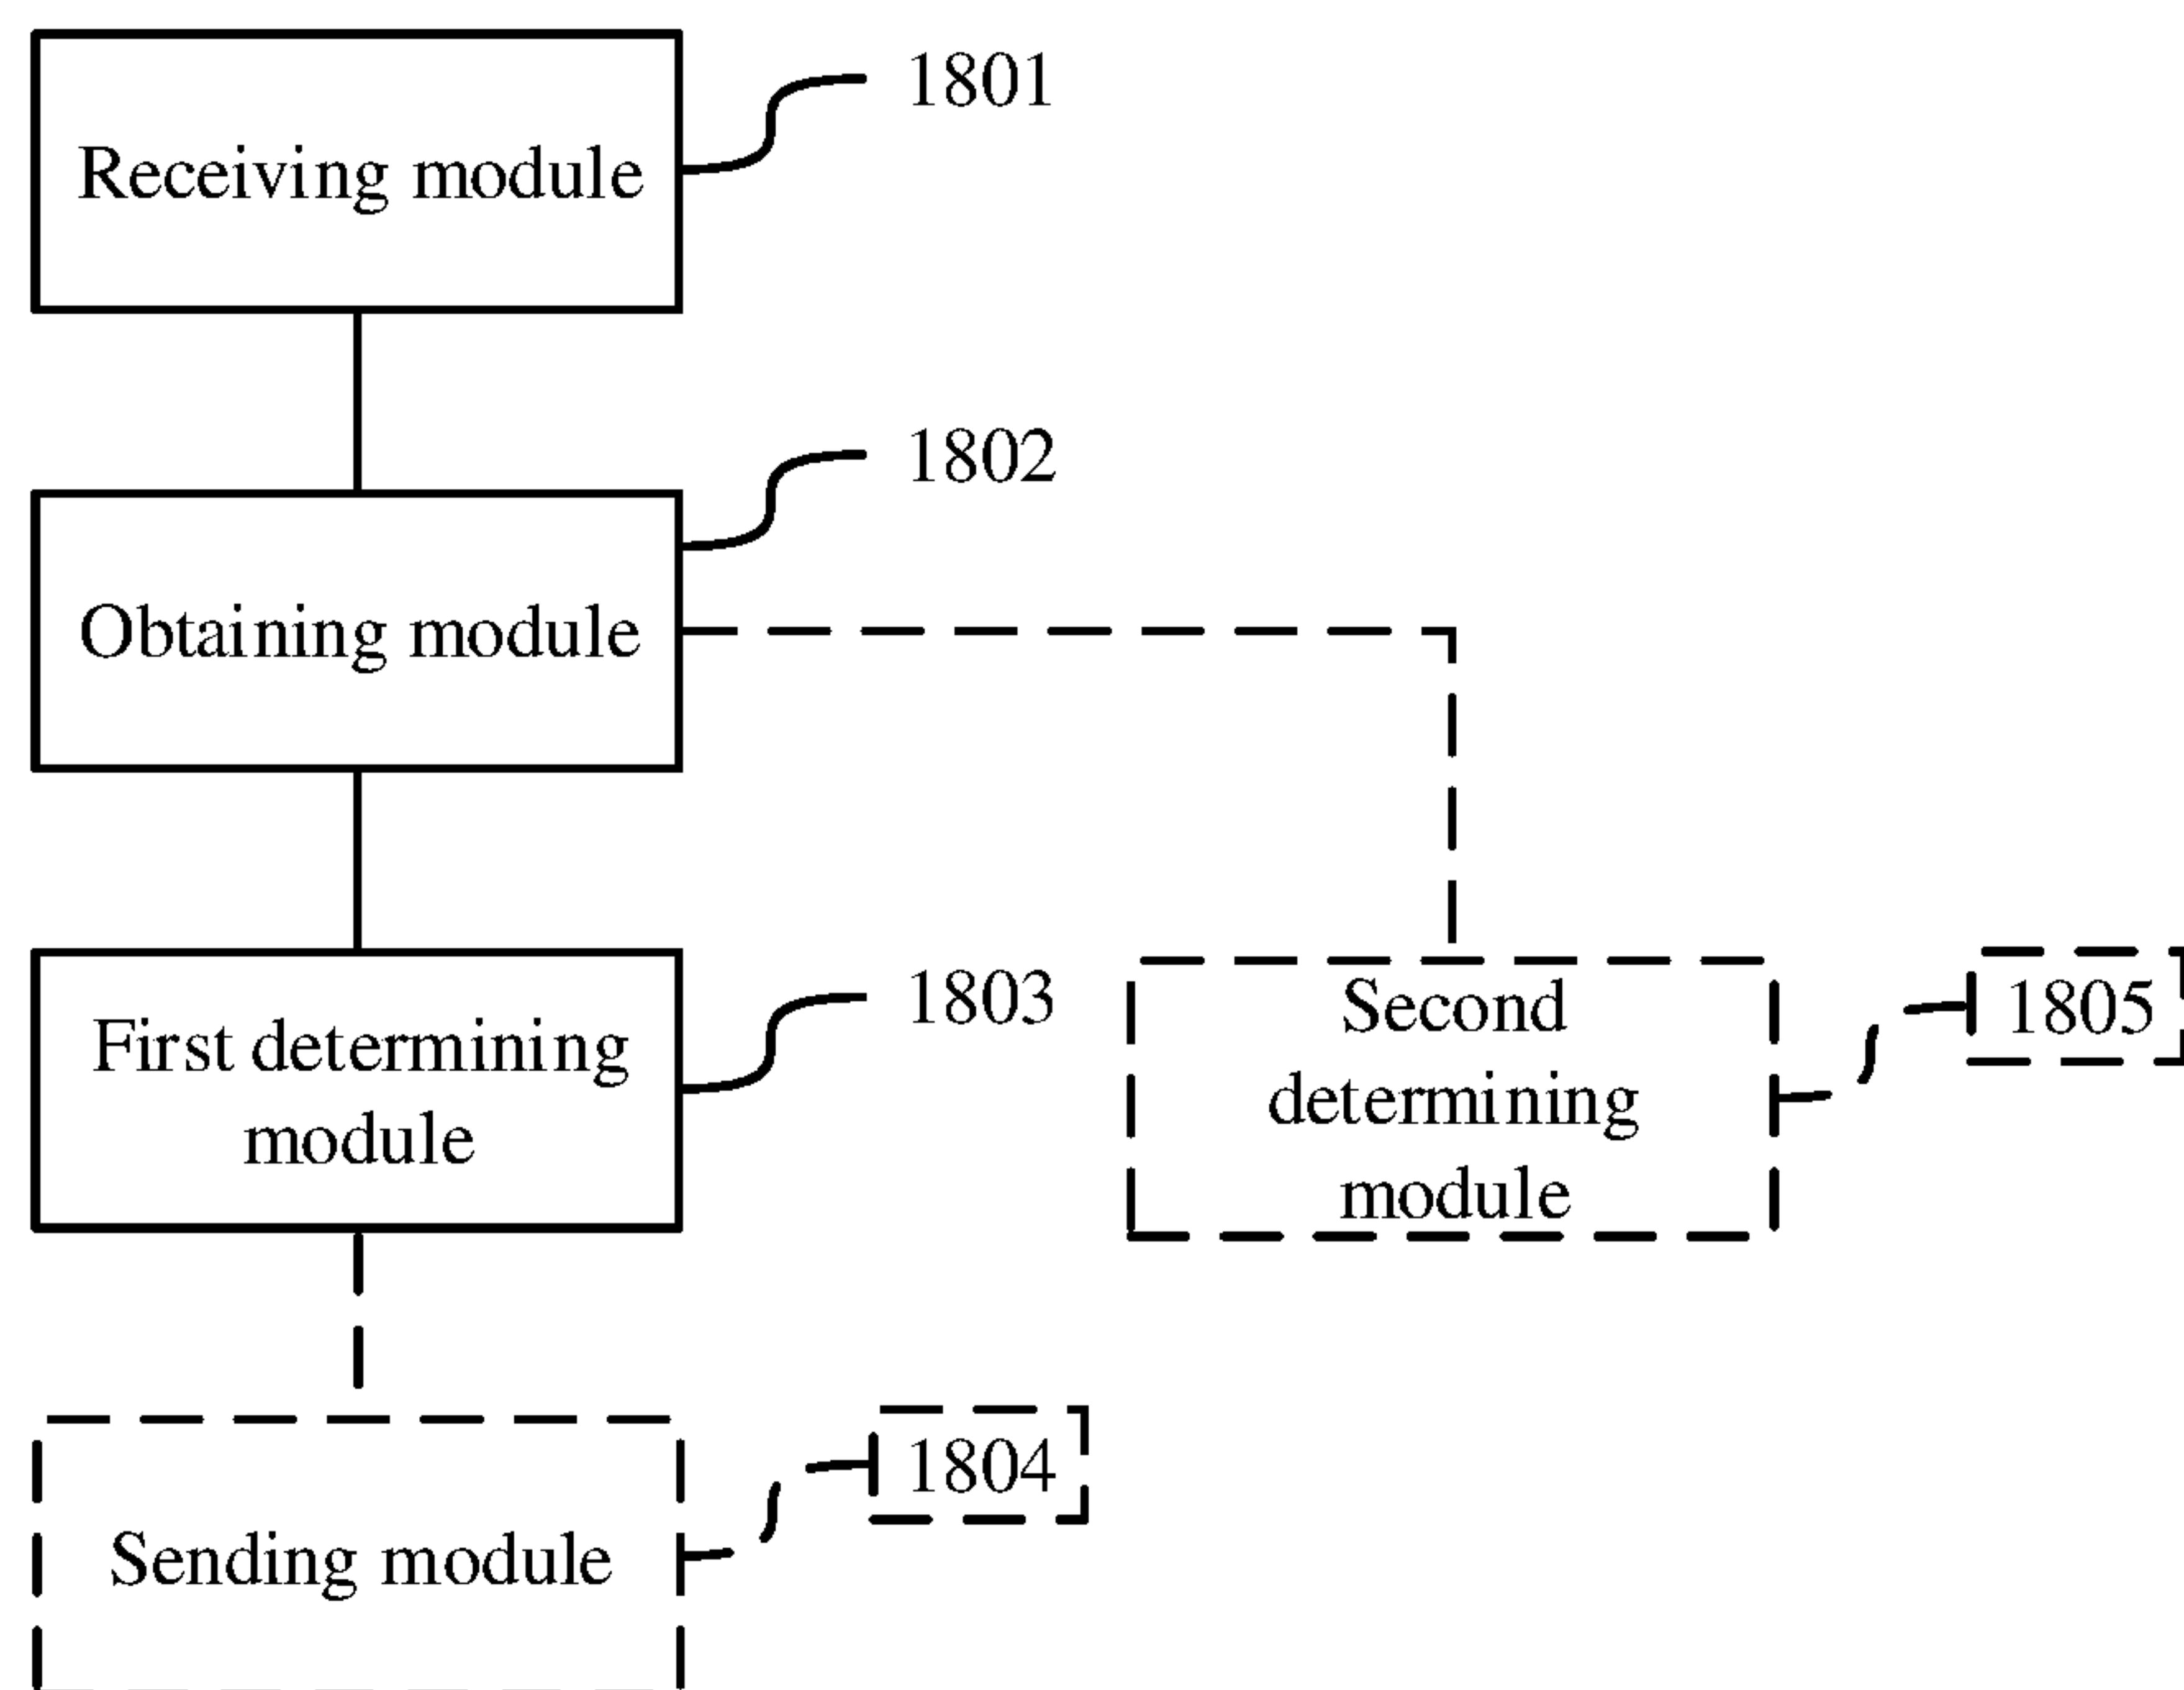 Receiving module
1801
Obtaining module
1802
First determining
module
1803
Second
determining
module
1805
Sending module
1804